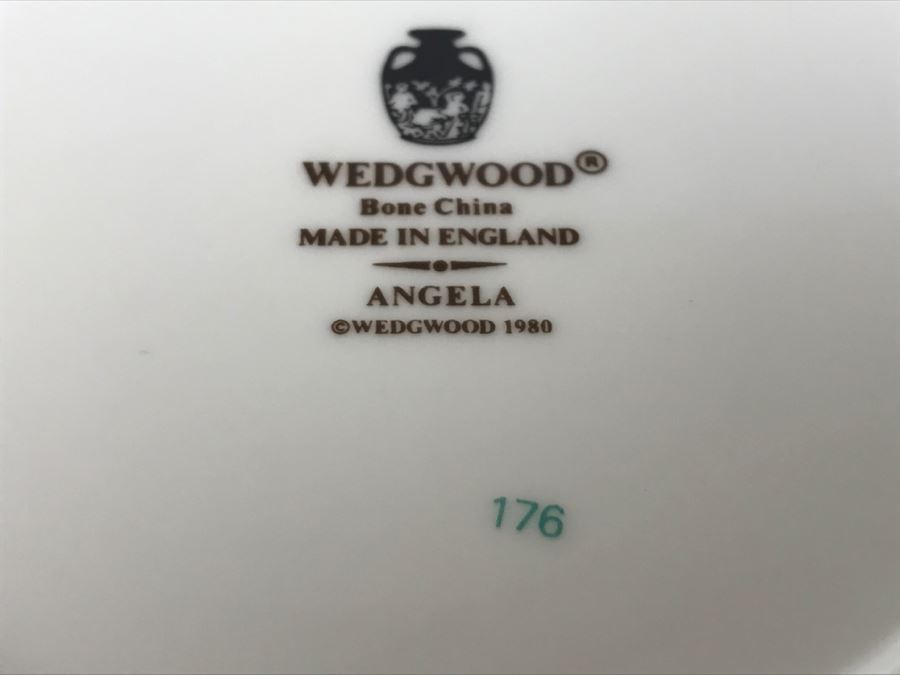 WEDGWOOD®
Bone China
MADE IN ENGLAND
ANGELA
©WEDGWOOD 1980
176